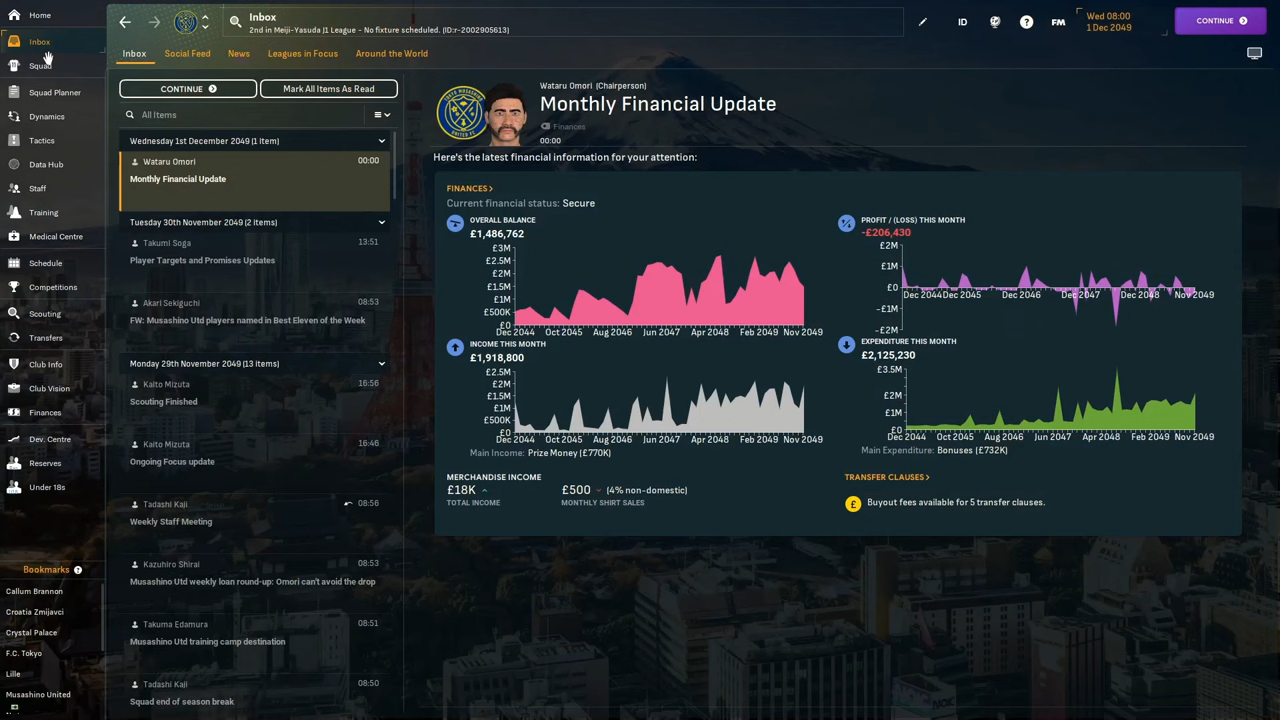 Home
Inbox
Squad
Squad Planner
Dynamics
Tactics
Data Hub
Staff
Training
Medical Centre
Schedule
Competitions
Scouting
Transfers
Club Info
Club Vision
Finances
Dev. Centre
Reserves
Under 18s
Bookmarks ?
Callum Brannon
Croatia Zmijavci
Crystal Palace
F.C. Tokyo
Lille
Musashino United
Inbox
2nd in Meiji-Yasuda J1 League - No fixture scheduled. (ID:r-2002905613)
ID
?
FM
Wed 08:00
1 Dec 2049
CONTINUE
Inbox Social Feed News Leagues in Focus Around the World
CONTINUE
Mark All Items As Read
All Items
Wednesday 1st December 2049 (1 Item)
Wataru Omori 00:00
Monthly Financial Update
Tuesday 30th November 2049 (2 items)
Takumi Soga 13:51
Player Targets and Promises Updates
Akari Sekiguchi 08:53
FW: Musashino Utd players named in Best Eleven of the Week
Monday 29th November 2049 (13 items)
Kaito Mizuta 16:56
Scouting Finished
Kaito Mizuta 16:46
Ongoing Focus update
Tadashi Kaji 08:56
Weekly Staff Meeting
Kazuhiro Shirai 08:53
Musashino Utd weekly loan round-up: Omori can't avoid the drop
Takuma Edamura 08:51
Musashino Utd training camp destination
Tadashi Kaji 08:50
Squad end of season break
Wataru Omori (Chairperson)
Monthly Financial Update
Finances
00:00
Here's the latest financial information for your attention:
FINANCES >
Current financial status: Secure
OVERALL BALANCE
£1,486,762
£3M
£2.5M
£2M
£1.5M
£1M
£500K
£0
Dec 2044 Oct 2045 Aug 2046 Jun 2047 Apr 2048 Feb 2049 Nov 2049
PROFIT / (LOSS) THIS MONTH
-£206,430
£2M
£1M
£0
-£1M
-£2M
Dec 2044 Dec 2045 Dec 2046 Dec 2047 Dec 2048 Nov 2049
INCOME THIS MONTH
£1,918,800
£2.5M
£2M
£1.5M
£1M
£500K
£0
Dec 2044 Oct 2045 Aug 2046 Jun 2047 Apr 2048 Feb 2049 Nov 2049
Main Income: Prize Money (£770K)
EXPENDITURE THIS MONTH
£2,125,230
£3.5M
£2M
£1M
£0
Dec 2044 Oct 2045 Aug 2046 Jun 2047 Apr 2048 Feb 2049 Nov 2049
Main Expenditure: Bonuses (£732K)
MERCHANDISE INCOME
£18K
TOTAL INCOME
£500 (4% non-domestic)
MONTHLY SHIRT SALES
TRANSFER CLAUSES >
£ Buyout fees available for 5 transfer clauses.